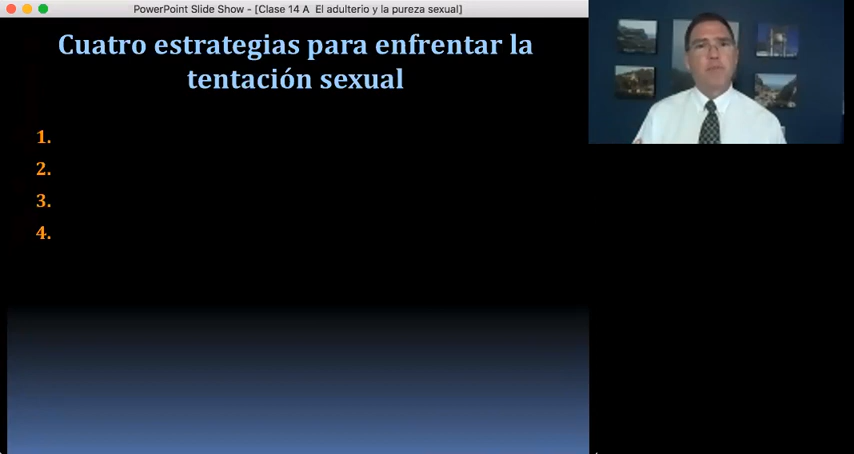 PowerPoint Slide Show - [Clase 14 A  El adulterio y la pureza sexual]
Cuatro estrategias para enfrentar la
tentación sexual
1.
2.
3.
4.